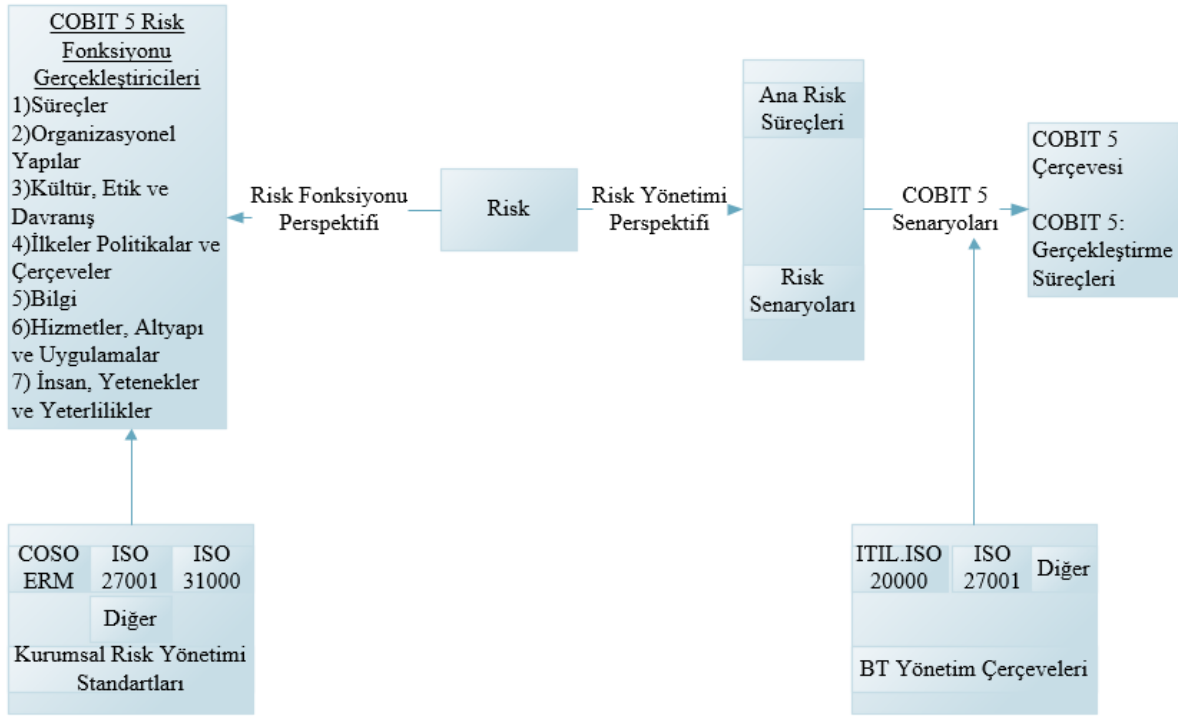 COBIT 5 Risk
Fonksiyonu
Gerçekleştiricileri
1)Süreçler
2)Organizasyonel
Yapılar
3)Kültür, Etik ve
Davranış
4)İlkeler Politikalar ve
Çerçeveler
5)Bilgi
6)Hizmetler, Altyapı
ve Uygulamalar
7) İnsan, Yetenekler
ve Yeterlilikler
Risk Fonksiyonu
Perspektifi
Risk
Risk Yönetimi
Perspektifi
Ana Risk
Süreçleri
Risk
Senaryoları
COBIT 5
Senaryoları
COBIT 5
Çerçevesi
COBIT 5:
Gerçekleştirme
Süreçleri
COSO
ERM
ISO
27001
ISO
31000
Diğer
Kurumsal Risk Yönetimi
Standartları
ITIL.ISO
20000
ISO
27001
Diğer
BT Yönetim Çerçeveleri